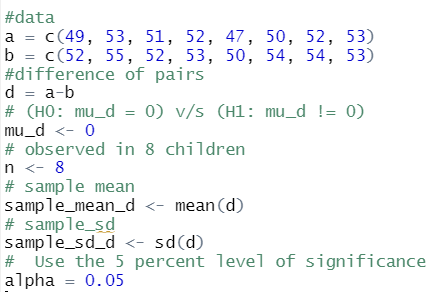 #data
a = c(49, 53, 51, 52, 47, 50, 52, 53)
b = c(52, 55, 52, 53, 50, 54, 54, 53)
#difference of pairs
d = a-b
# (H0: mu_d = 0) v/s (H1: mu_d != 0)
mu_d <- 0
# observed in 8 children
n <- 8
# sample mean
sample_mean_d <- mean(d)
# sample_sd
sample_sd_d <- sd(d)
#  Use the 5 percent level of significance
alpha = 0.05